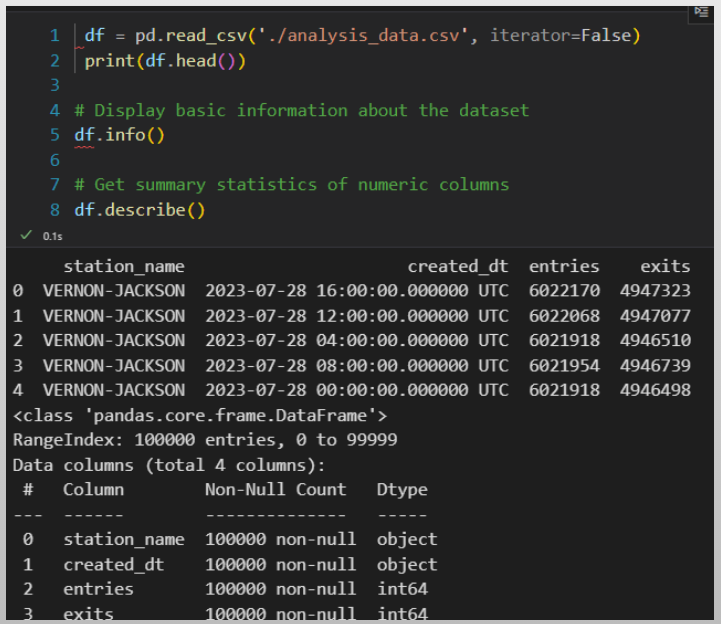 1 df = pd.read_csv('./analysis_data.csv', iterator=False)
2 print(df.head())
3
4 # Display basic information about the dataset
5 df.info()
6
7 # Get summary statistics of numeric columns
8 df.describe()
0.1s
station_name created_dt entries exits
0 VERNON-JACKSON 2023-07-28 16:00:00.000000 UTC 6022170 4947323
1 VERNON-JACKSON 2023-07-28 12:00:00.000000 UTC 6022068 4947077
2 VERNON-JACKSON 2023-07-28 04:00:00.000000 UTC 6021918 4946510
3 VERNON-JACKSON 2023-07-28 08:00:00.000000 UTC 6021954 4946739
4 VERNON-JACKSON 2023-07-28 00:00:00.000000 UTC 6021918 4946498
<class 'pandas.core.frame.DataFrame'>
RangeIndex: 100000 entries, 0 to 99999
Data columns (total 4 columns):
# Column Non-Null Count Dtype
--- ------ -------------- -----
0 station_name 100000 non-null object
1 created_dt 100000 non-null object
2 entries 100000 non-null int64
3 exits 100000 non-null int64